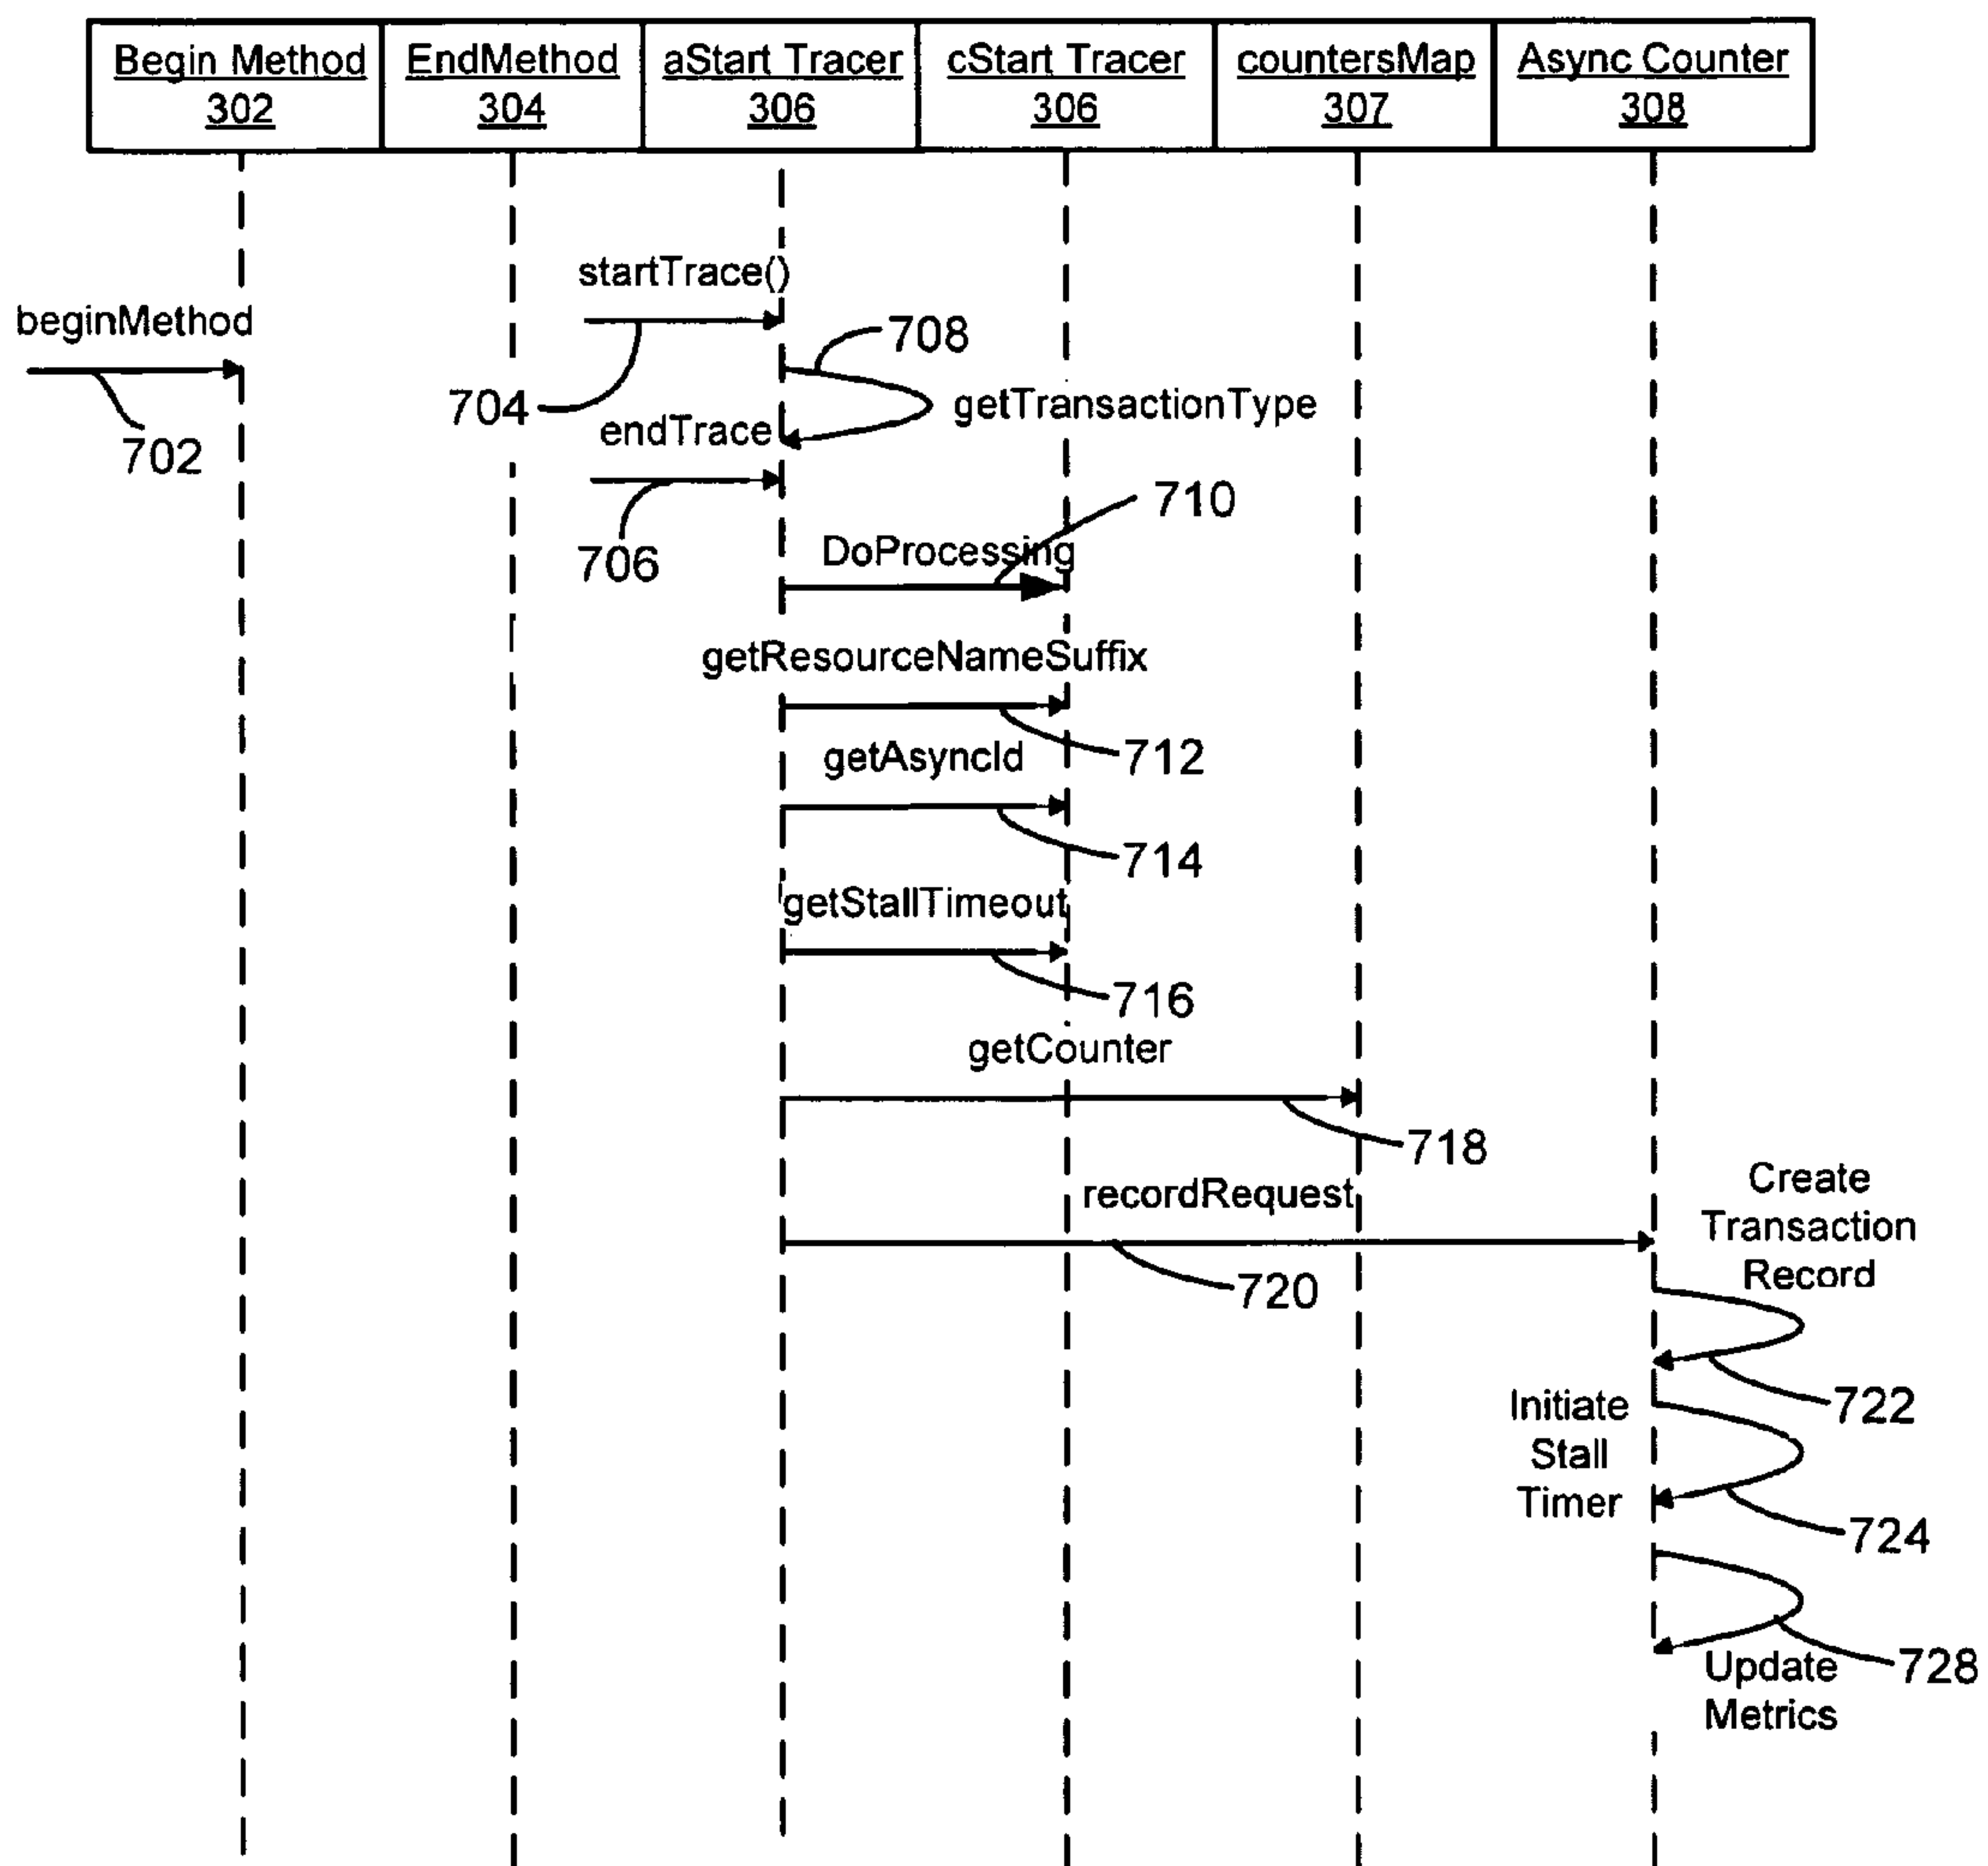 Begin Method EndMethod aStart Tracer cStart Tracer countersMap Async Counter
302 304 306 306 307 308
startTrace()
beginMethod
708
704
getTransactionType
endTrace
702
710
706
DoProcessing
getResourceNameSuffix
712
getAsyncId
714
getStallTimeout
716
getCounter
718
recordRequest
Create
Transaction
Record
720
722
Initiate
Stall
Timer
724
728
Update
Metrics